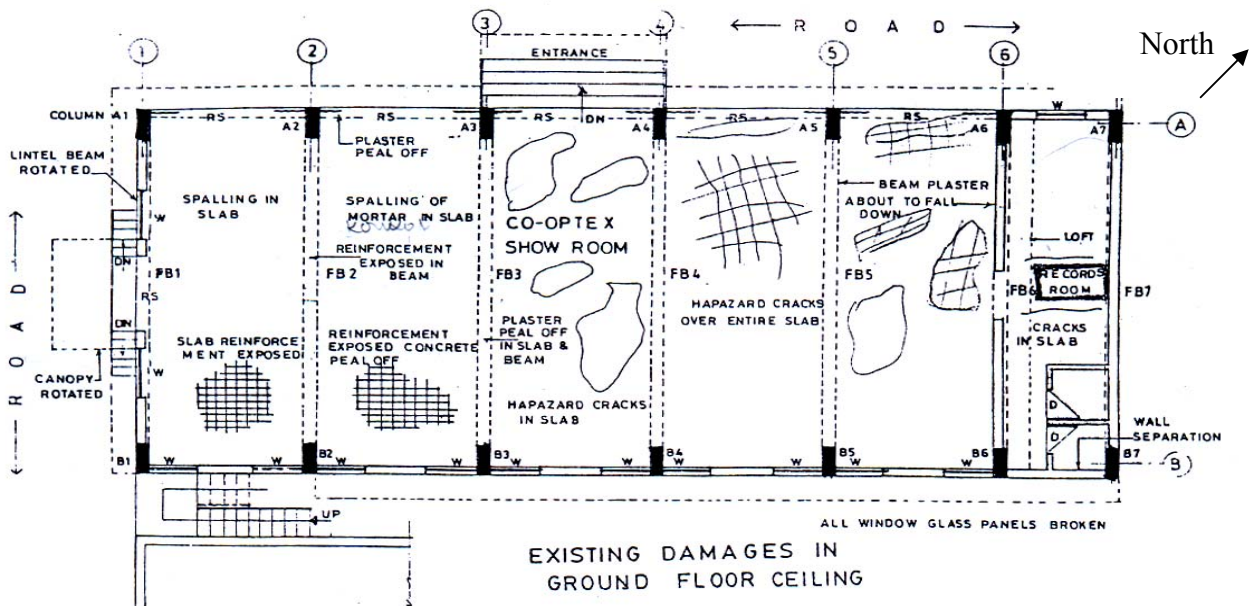 ROAD
North
1
2
3
4
5
6
ENTRANCE
DN
COLUMN A1
RS
A2
RS
A3
RS
A4
RS
A5
RS
A6
W
A7
A
PLASTER
PEAL OFF
LINTEL BEAM
ROTATED
SPALLING IN
SLAB
SPALLING OF
MORTAR IN SLAB
REINFORCEMENT
EXPOSED IN
BEAM
CO-OPTEX
SHOW ROOM
BEAM PLASTER
ABOUT TO FALL
DOWN
LOFT
RECORDS
ROOM
W
DN
RS
DN
W
ROAD
FB1
FB2
FB3
FB4
FB5
FB6
FB7
SLAB REINFORCE
MENT EXPOSED
REINFORCEMENT
EXPOSED CONCRETE
PEAL OFF
PLASTER
PEAL OFF
IN SLAB &
BEAM
HAPAZARD CRACKS
OVER ENTIRE SLAB
CRACKS
IN SLAB
CANOPY
ROTATED
HAPAZARD CRACKS
IN SLAB
D
D
WALL
SEPARATION
B1
W
W
B2
W
W
B3
W
W
B4
W
W
B5
W
W
B6
B7
B
UP
ALL WINDOW GLASS PANELS BROKEN
EXISTING DAMAGES IN
GROUND FLOOR CEILING